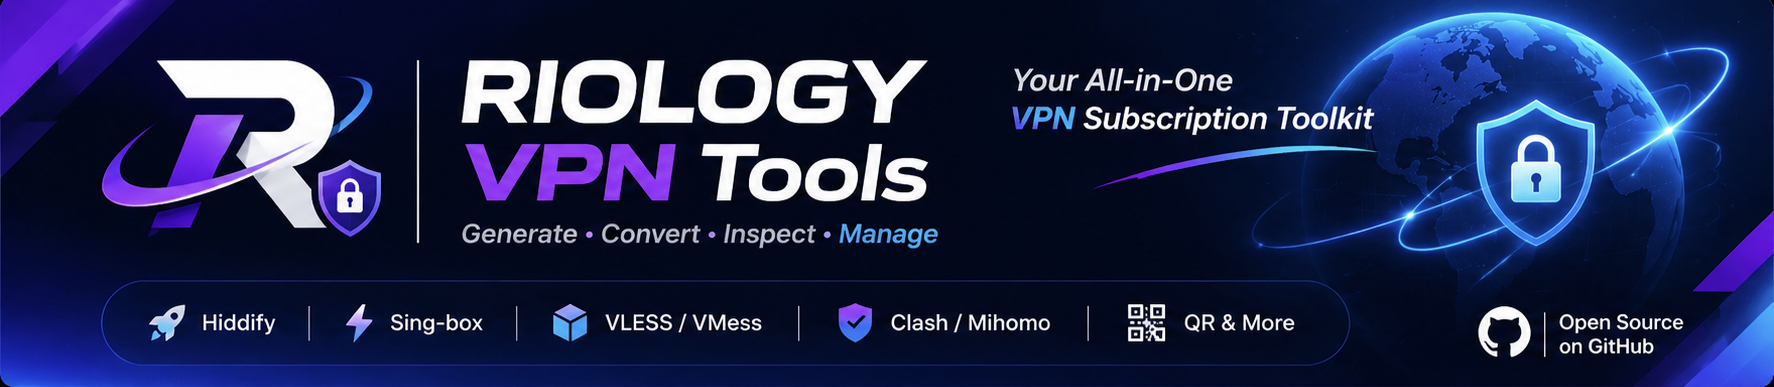 RIOLOGY
VPN Tools
Generate • Convert • Inspect • Manage
Your All-in-One
VPN Subscription Toolkit
Hiddify
Sing-box
VLESS / VMess
Clash / Mihomo
QR & More
Open Source
on GitHub